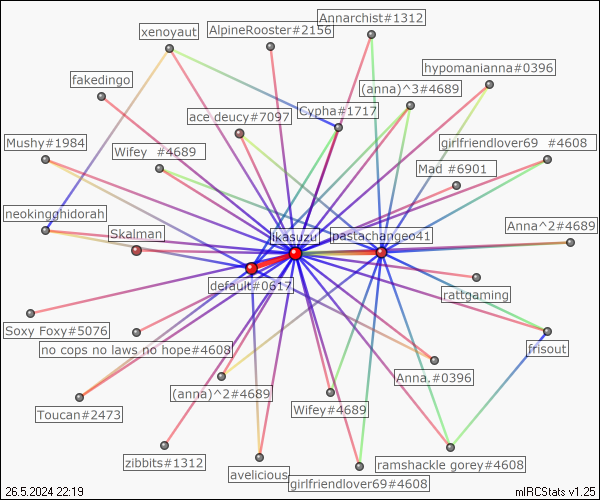 Annarchist#1312
xenoyaut
AlpineRooster#2156
hypomanianna#0396
fakedingo
(anna)^3#4689
ace deucy#7097
Cypha#1717
Mushy#1984
Wifey #4689
girlfriendlover69 #4608
Mad #6901
neokingghidorah
Anna^2#4689
Skalman
ikasuzu
pastachangeo41
default#0617
rattgaming
Soxy Foxy#5076
no cops no laws no hope#4608
frisout
Anna.#0396
(anna)^2#4689
Toucan#2473
Wifey#4689
zibbits#1312
avelicious
ramshackle gorey#4608
girlfriendlover69#4608
26.5.2024 22:19
mIRCStats v1.25